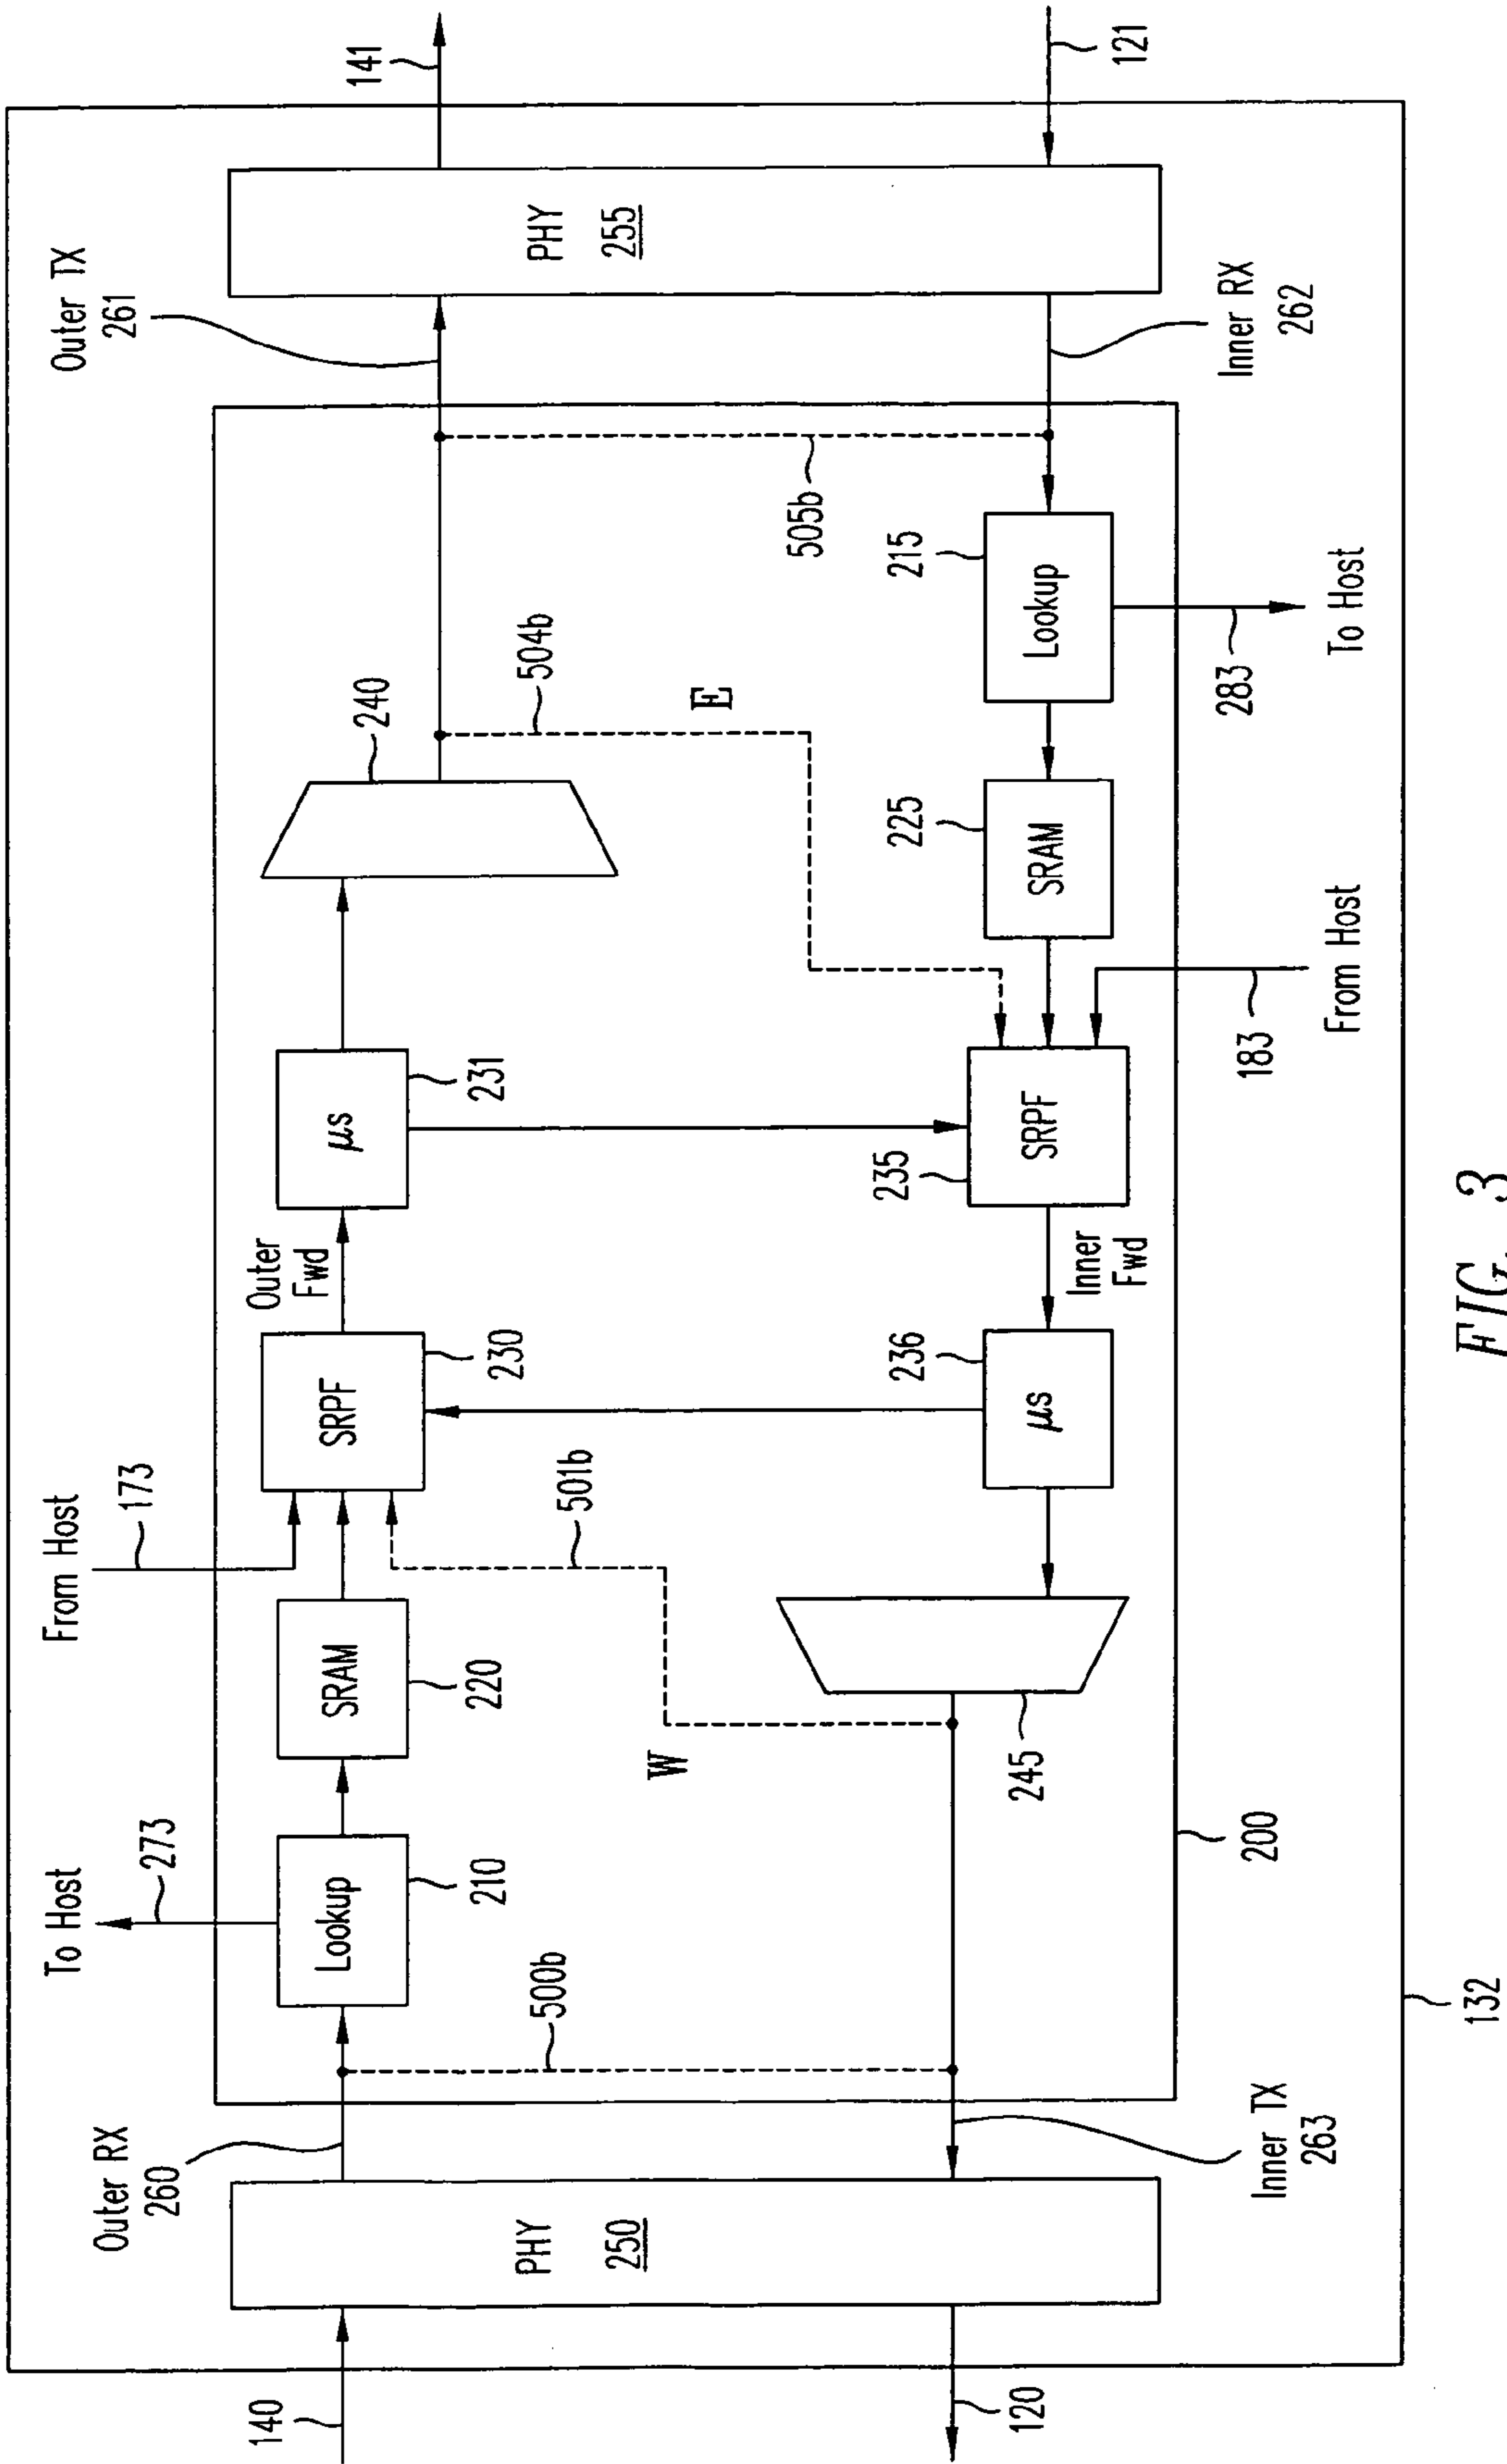 To Host
From Host
Outer RX
260
273
173
Outer TX
261
140
141
Lookup
210
SRAM
220
SRPF
230
Outer
Fwd
µs
231
240
PHY
250
PHY
255
500b
W
501b
504b
E
505b
245
µs
236
Inner
Fwd
SRPF
235
SRAM
225
Lookup
215
120
121
Inner TX
263
200
183
From Host
283
To Host
Inner RX
262
132
FIG. 3